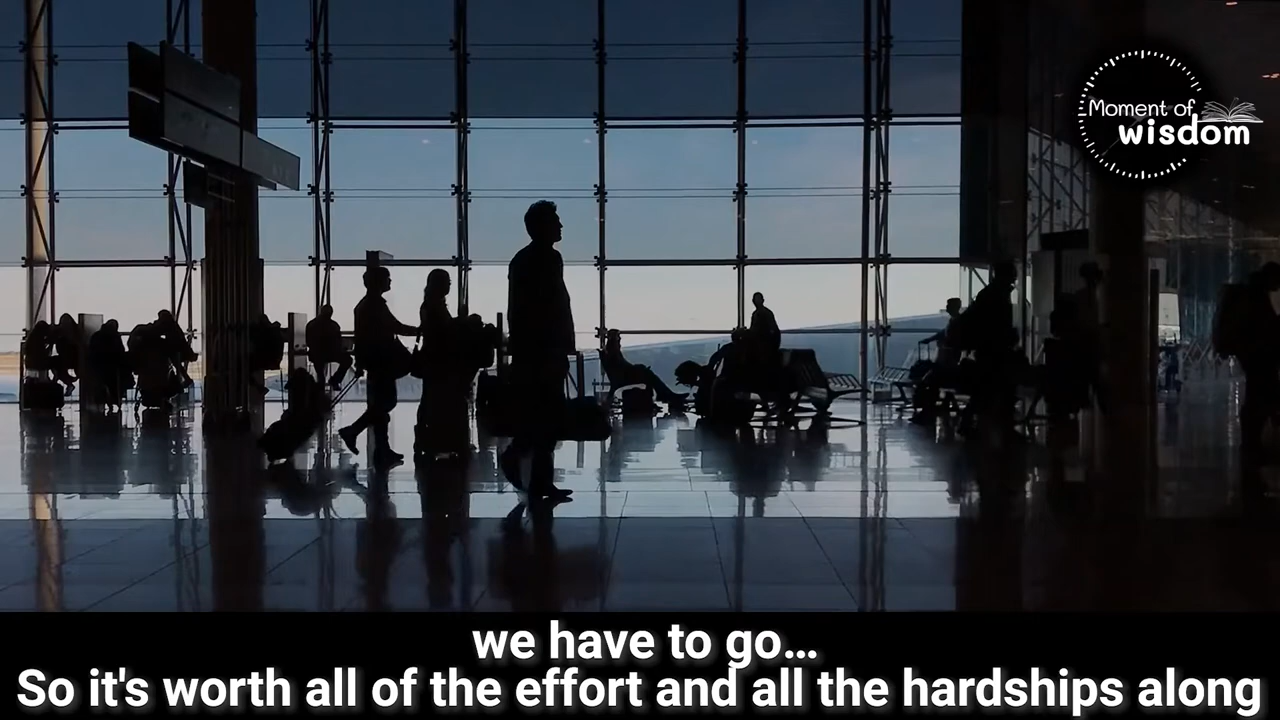 Moment of
wisdom
we have to go...
So it's worth all of the effort and all the hardships along